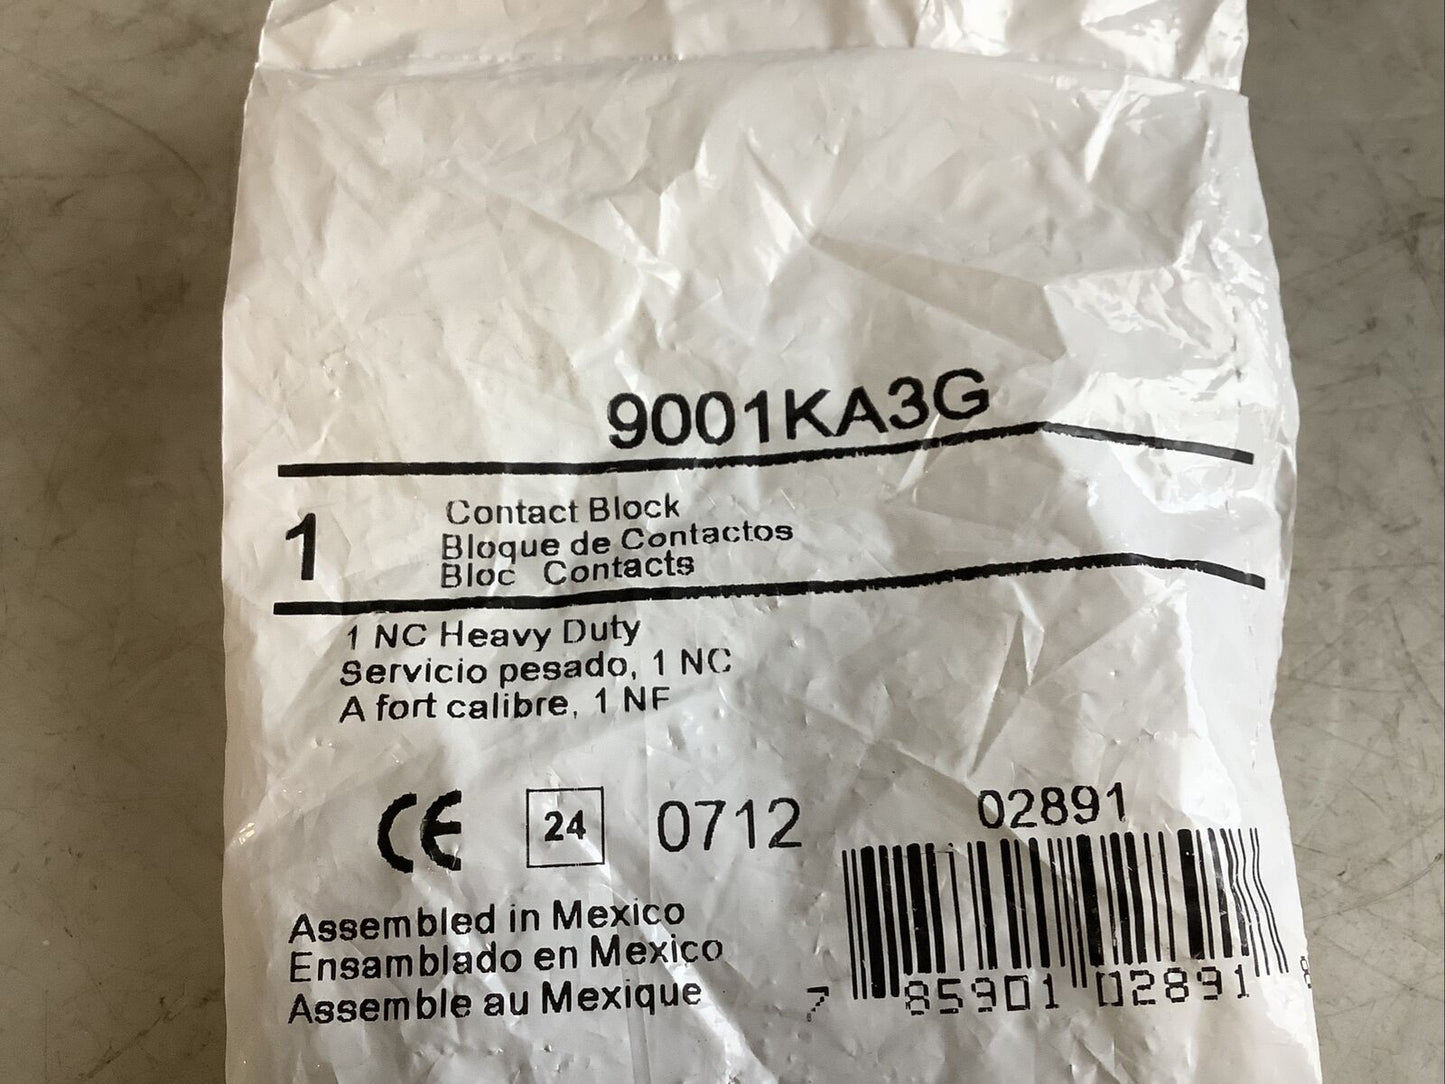 9001KA3G
1
Contact Block
Bloque de Contactos
Bloc Contacts
1 NC Heavy Duty
Servicio pesado, 1 NC
A fort calibre, 1 NF
CE 24 0712
02891
Assembled in Mexico
Ensamblado en Mexico
Assemble au Mexique
7 85901 02891